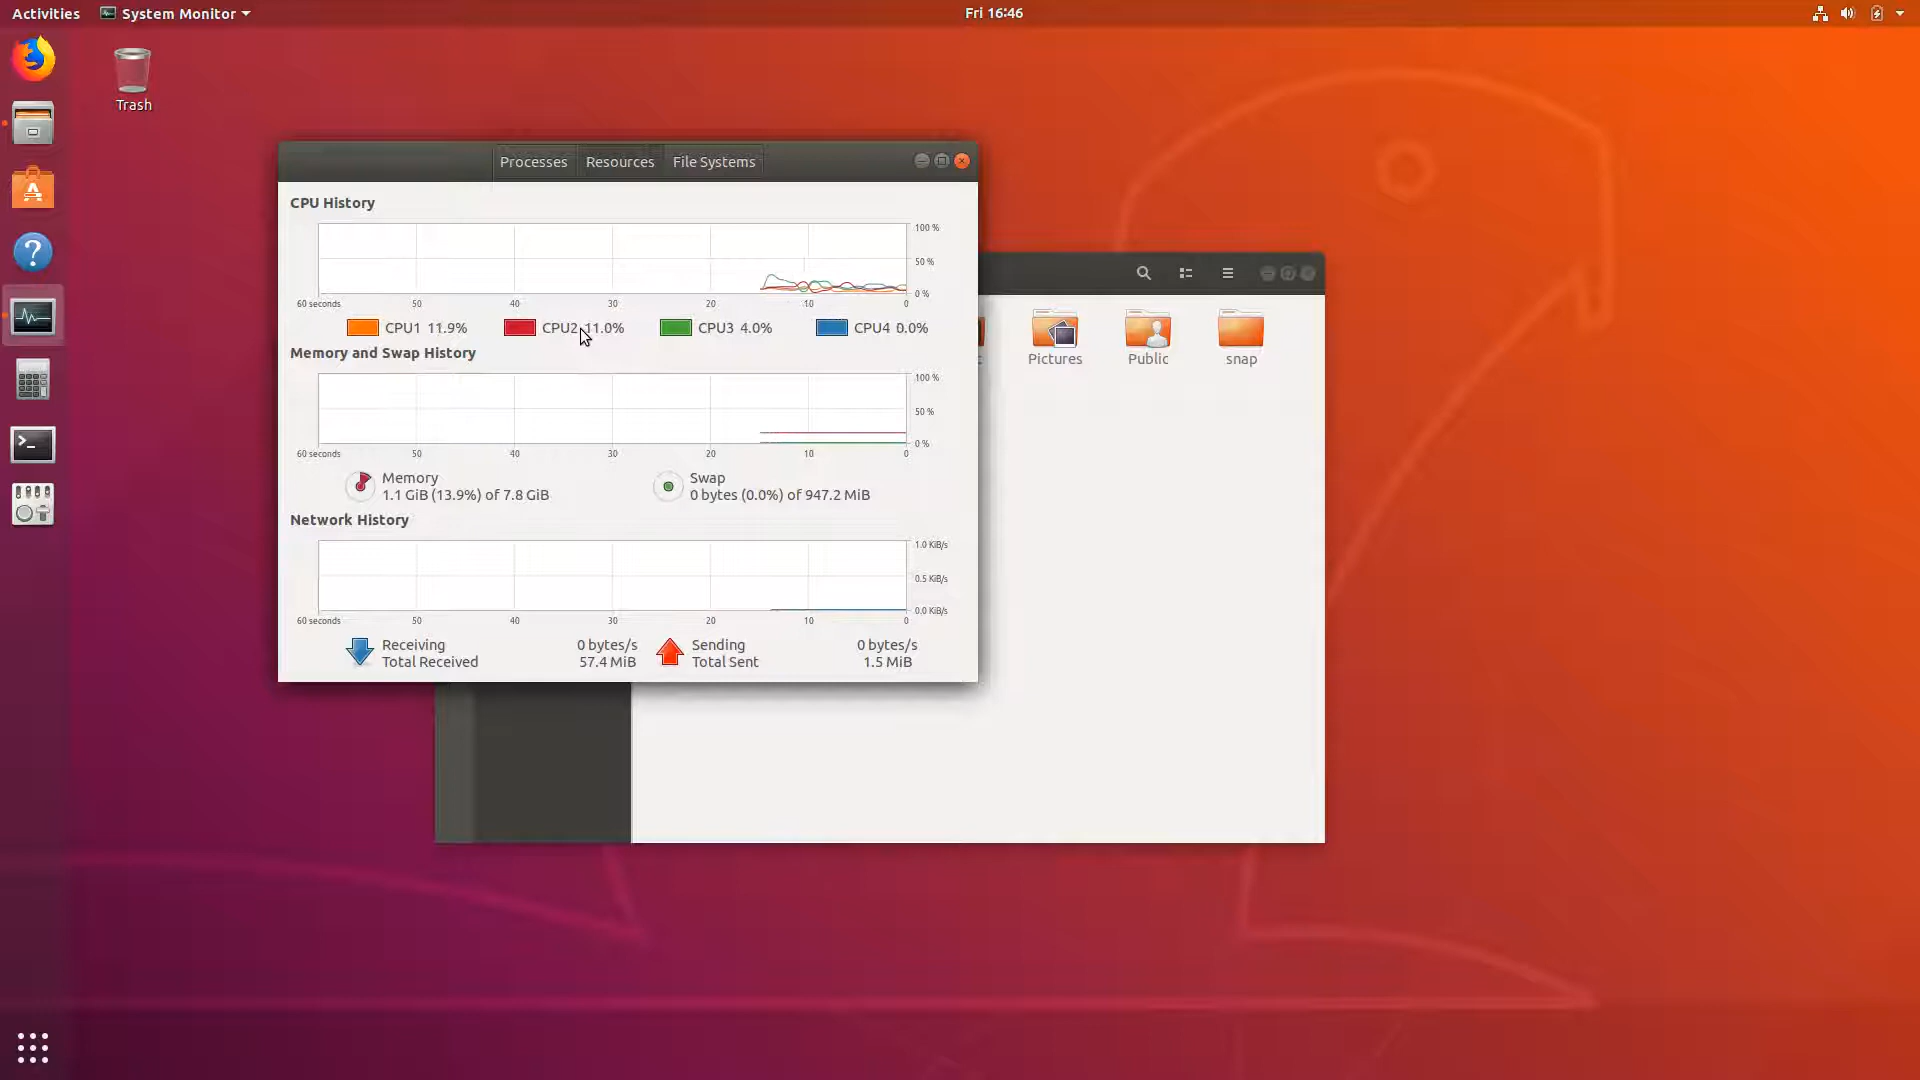 Activities System Monitor Fri 16:46
Trash
Processes Resources File Systems
CPU History
100 %
50 %
0 %
60 seconds 50 40 30 20 10 0
CPU1 11.9% CPU2 11.0% CPU3 4.0% CPU4 0.0%
Memory and Swap History
100 %
50 %
0 %
60 seconds 50 40 30 20 10 0
Memory
1.1 GiB (13.9%) of 7.8 GiB
Swap
0 bytes (0.0%) of 947.2 MiB
Network History
1.0 KiB/s
0.5 KiB/s
0.0 KiB/s
60 seconds 50 40 30 20 10 0
Receiving 0 bytes/s
Total Received 57.4 MiB
Sending 0 bytes/s
Total Sent 1.5 MiB
Pictures Public snap